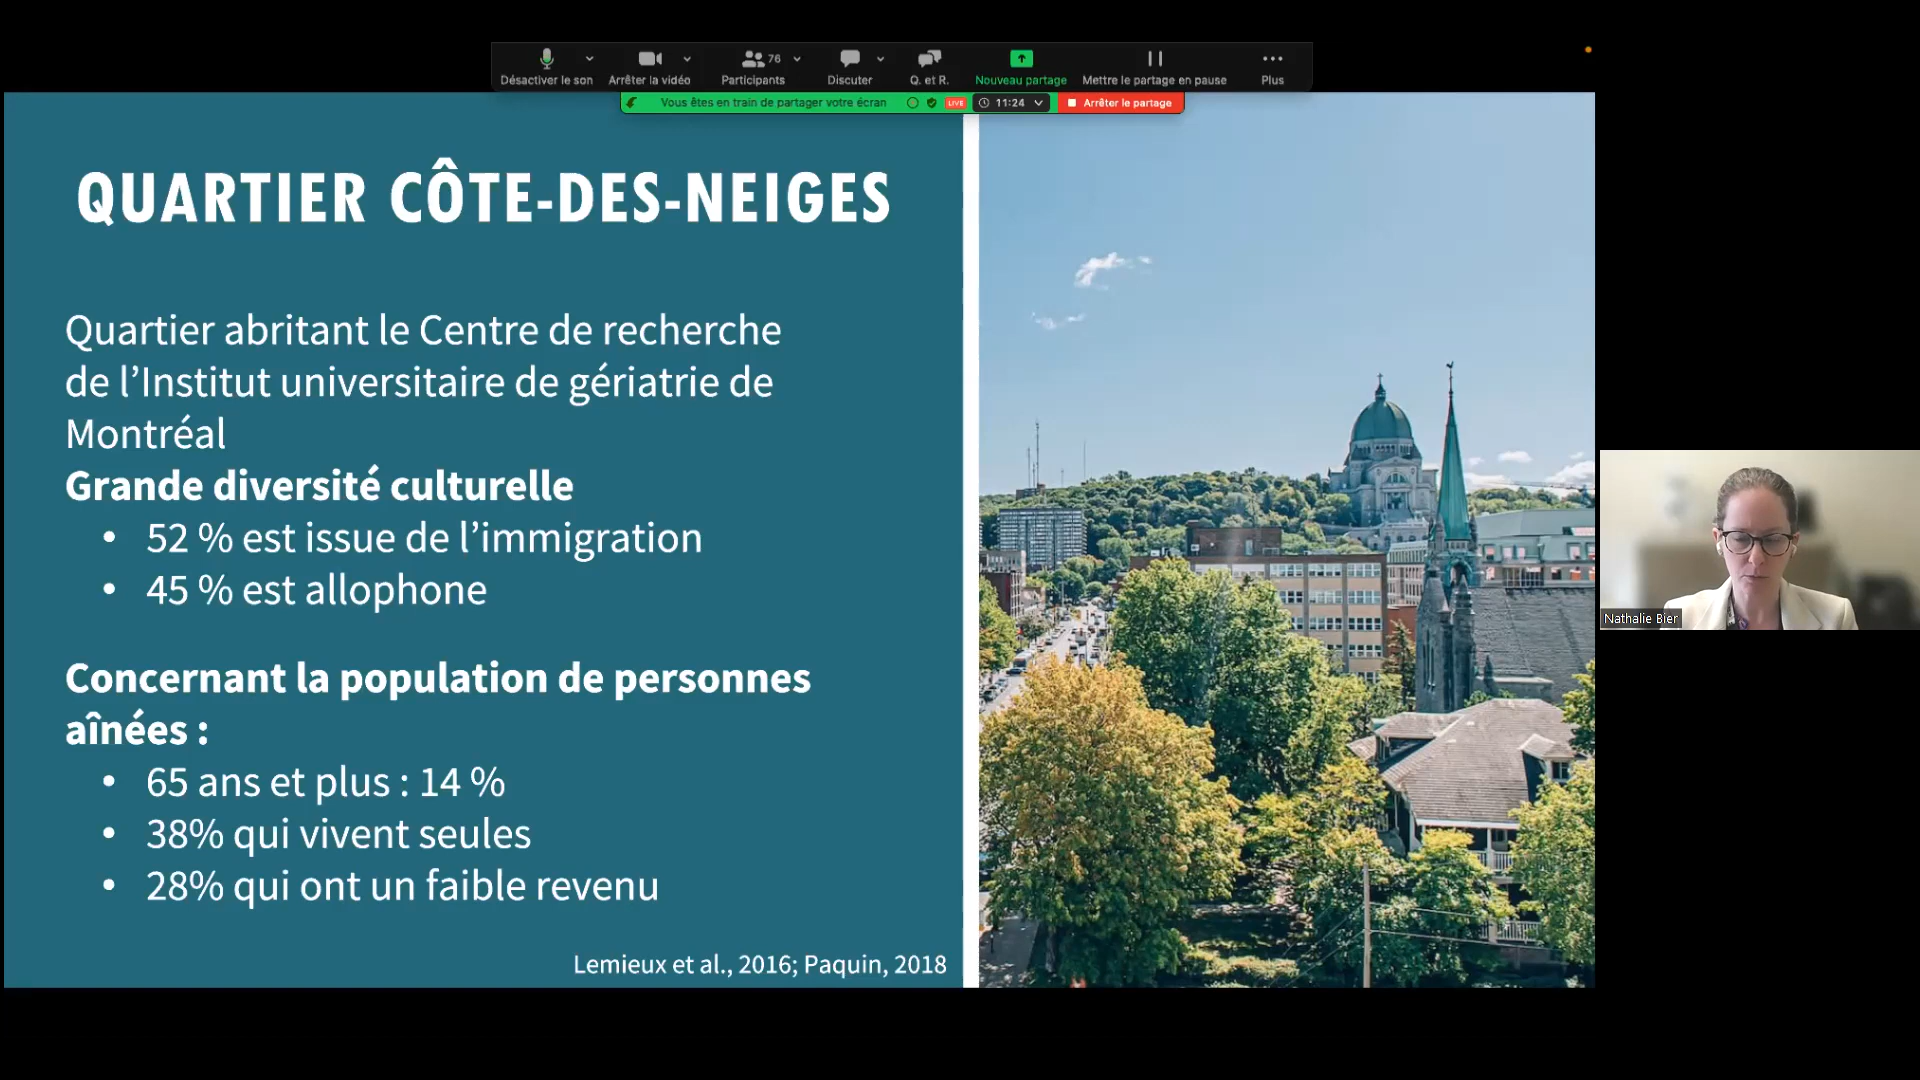 Désactiver le son
Arrêter la vidéo
76
Participants
Discuter
Q. et R.
Nouveau partage
Mettre le partage en pause
Plus
Vous êtes en train de partager votre écran
LIVE
11:24
Arrêter le partage
QUARTIER CÔTE-DES-NEIGES
Quartier abritant le Centre de recherche
de l’Institut universitaire de gériatrie de
Montréal
Grande diversité culturelle
• 52 % est issue de l’immigration
• 45 % est allophone
Concernant la population de personnes
aînées :
• 65 ans et plus : 14 %
• 38% qui vivent seules
• 28% qui ont un faible revenu
Lemieux et al., 2016; Paquin, 2018
Nathalie Bier